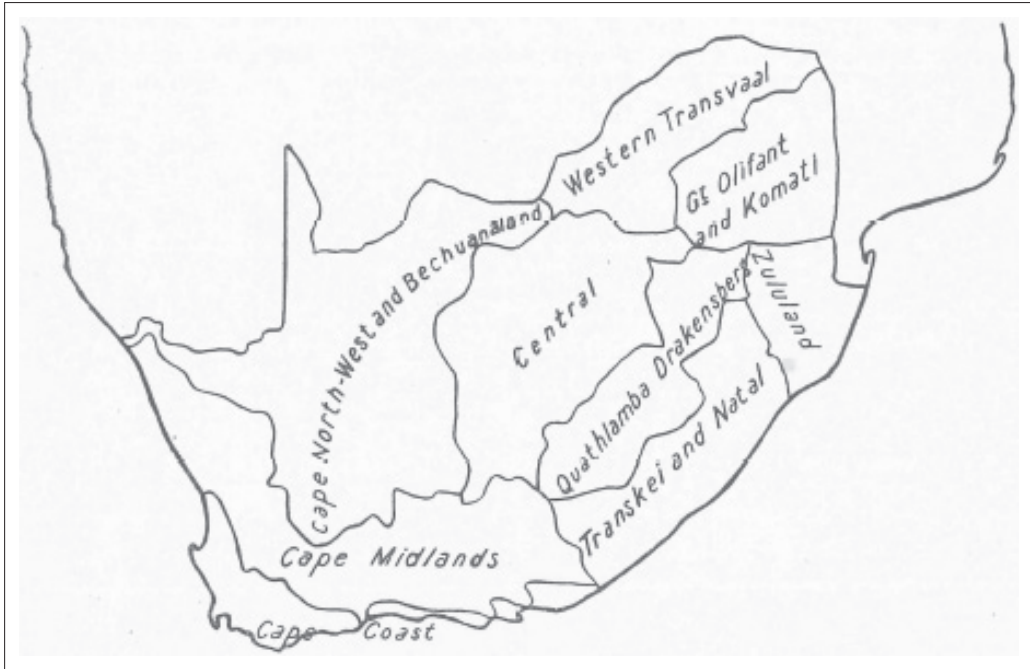 Western Transvaal
Gt Olifant
and Komati
Cape North-West and Bechuanaland
Central
Quathlamba Drakensberg
Zululand
Transkei and Natal
Cape Midlands
Cape Coast